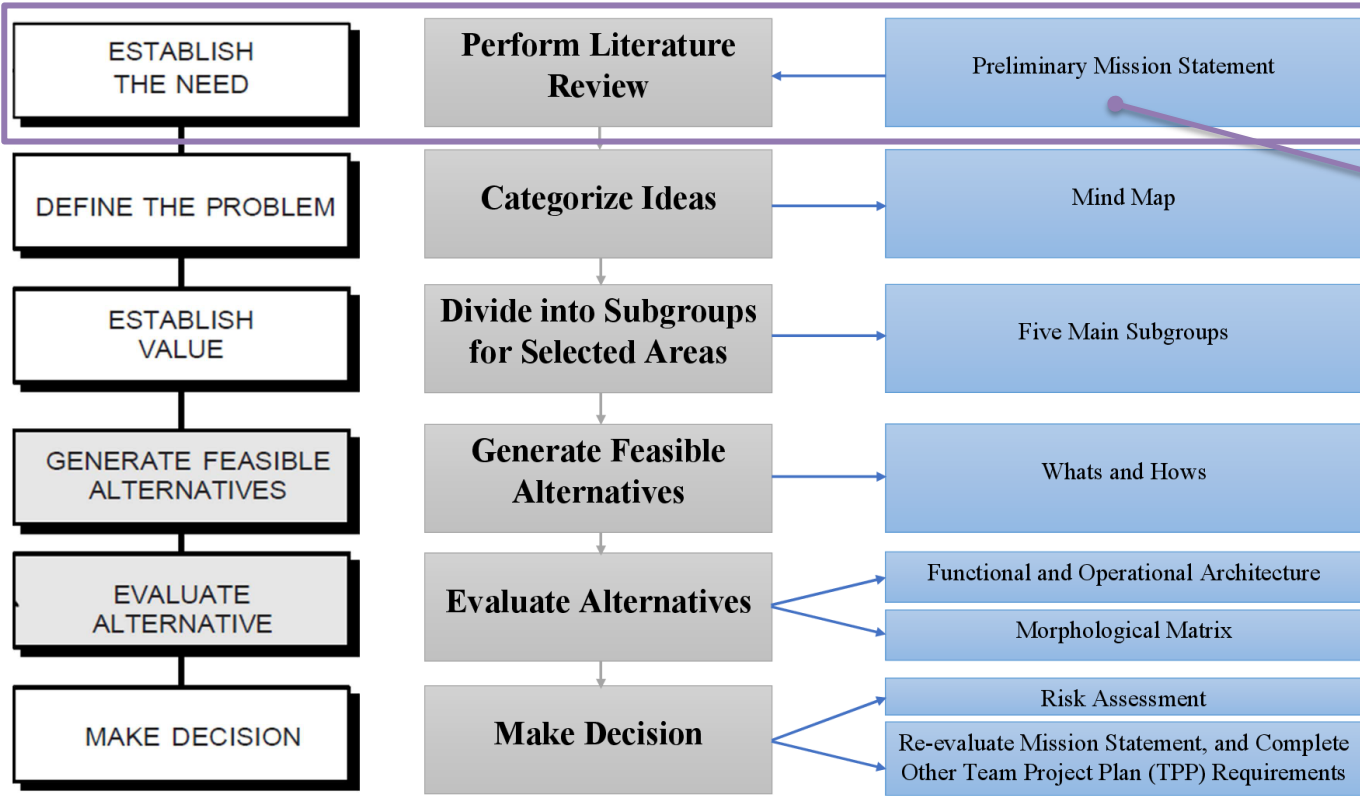 ESTABLISH
THE NEED
Perform Literature
Review
Preliminary Mission Statement
DEFINE THE PROBLEM
Categorize Ideas
Mind Map
ESTABLISH
VALUE
Divide into Subgroups
for Selected Areas
Five Main Subgroups
GENERATE FEASIBLE
ALTERNATIVES
Generate Feasible
Alternatives
Whats and Hows
EVALUATE
ALTERNATIVE
Evaluate Alternatives
Functional and Operational Architecture
Morphological Matrix
MAKE DECISION
Make Decision
Risk Assessment
Re-evaluate Mission Statement, and Complete
Other Team Project Plan (TPP) Requirements